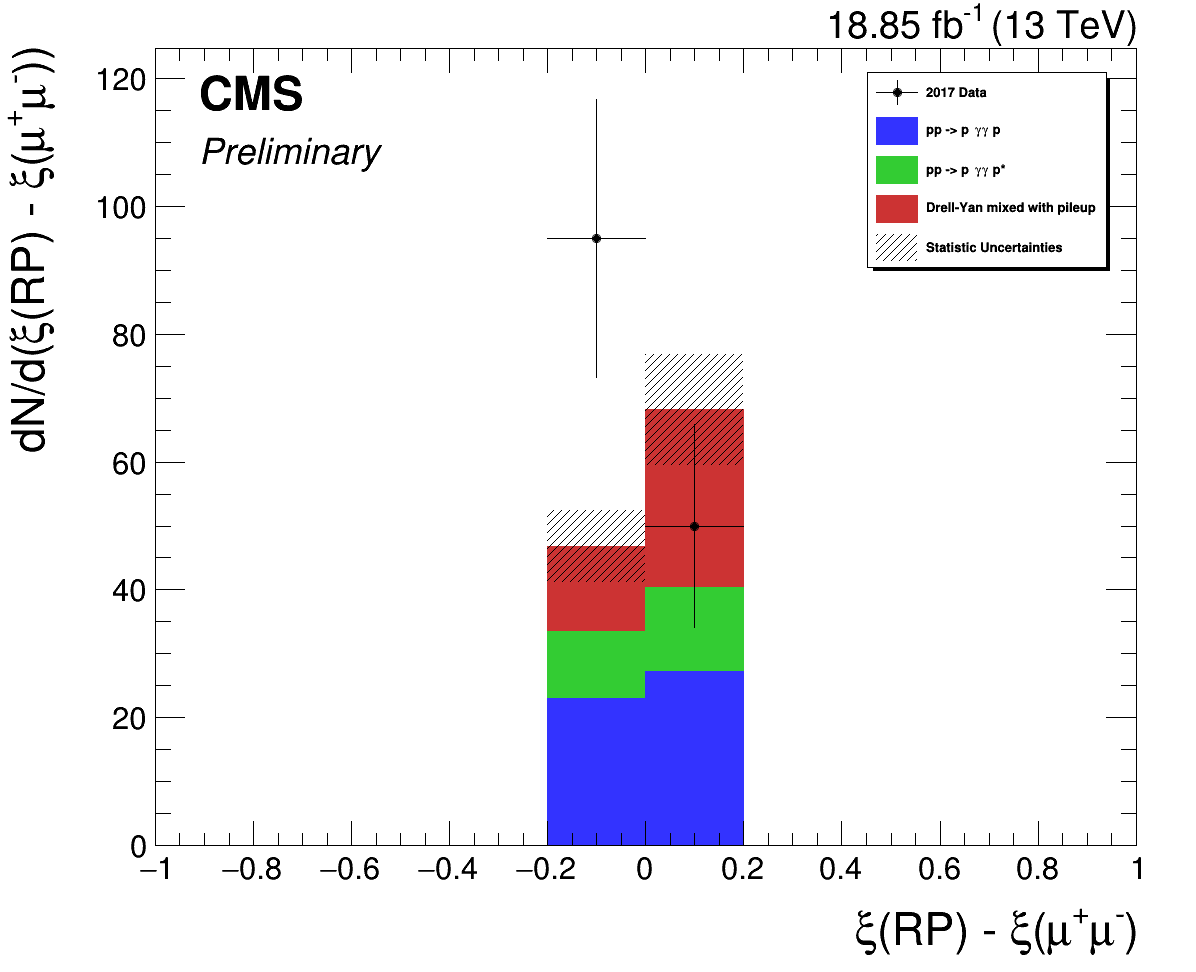 18.85 fb⁻¹ (13 TeV)
CMS
Preliminary
2017 Data
pp -> p γγ p
pp -> p γγ p*
Drell-Yan mixed with pileup
Statistic Uncertainties
dN/d(ξ(RP) - ξ(μ⁺μ⁻))
120
100
80
60
40
20
0
−1 −0.8 −0.6 −0.4 −0.2 0 0.2 0.4 0.6 0.8 1
ξ(RP) - ξ(μ⁺μ⁻)